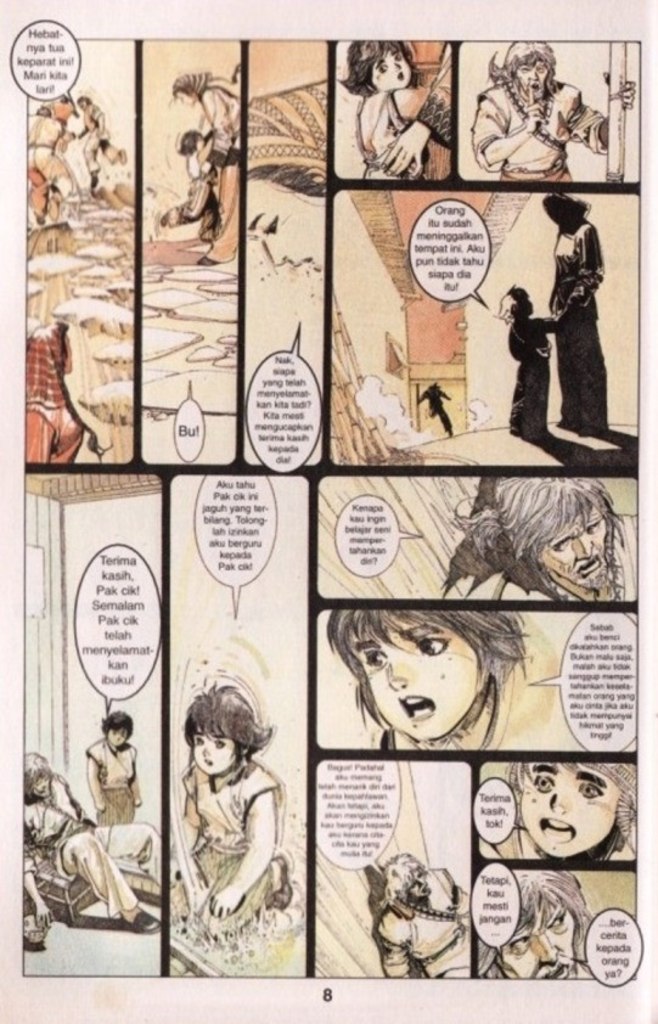 Hebat-
nya tua
keparat ini!
Mari kita
lari!
Bu!
Nak,
siapa
yang telah
menyelamat-
kan kita tadi?
Kita mesti
mengucapkan
terima kasih
kepada
dia!
Orang
itu sudah
meninggalkan
tempat ini. Aku
pun tidak tahu
siapa dia
itu!
Terima
kasih,
Pak cik!
Semalam
Pak cik
telah
menyelamat-
kan
ibuku!
Aku tahu
Pak cik ini
jaguh yang ter-
bilang. Tolong-
lah izinkan
aku berguru
kepada
Pak cik!
Kenapa
kau ingin
belajar seni
memper-
tahankan
diri?
Sebab
aku benci
dikalahkan orang.
Bukan malu saja,
malah aku tidak
sanggup memper-
tahankan kesela-
matan orang yang
aku cinta jika aku
tidak mempunyai
hikmat yang
tinggi!
Bagus! Padahal
aku memang
telah menarik diri dari
dunia kepahlawan.
Akan tetapi, aku
akan mengizinkan
kau berguru kepada
aku kerana cita-
cita kau yang
mulia itu!
Terima
kasih,
tok!
Tetapi,
kau
mesti
jangan
...
....ber-
cerita
kepada
orang
ya?
8